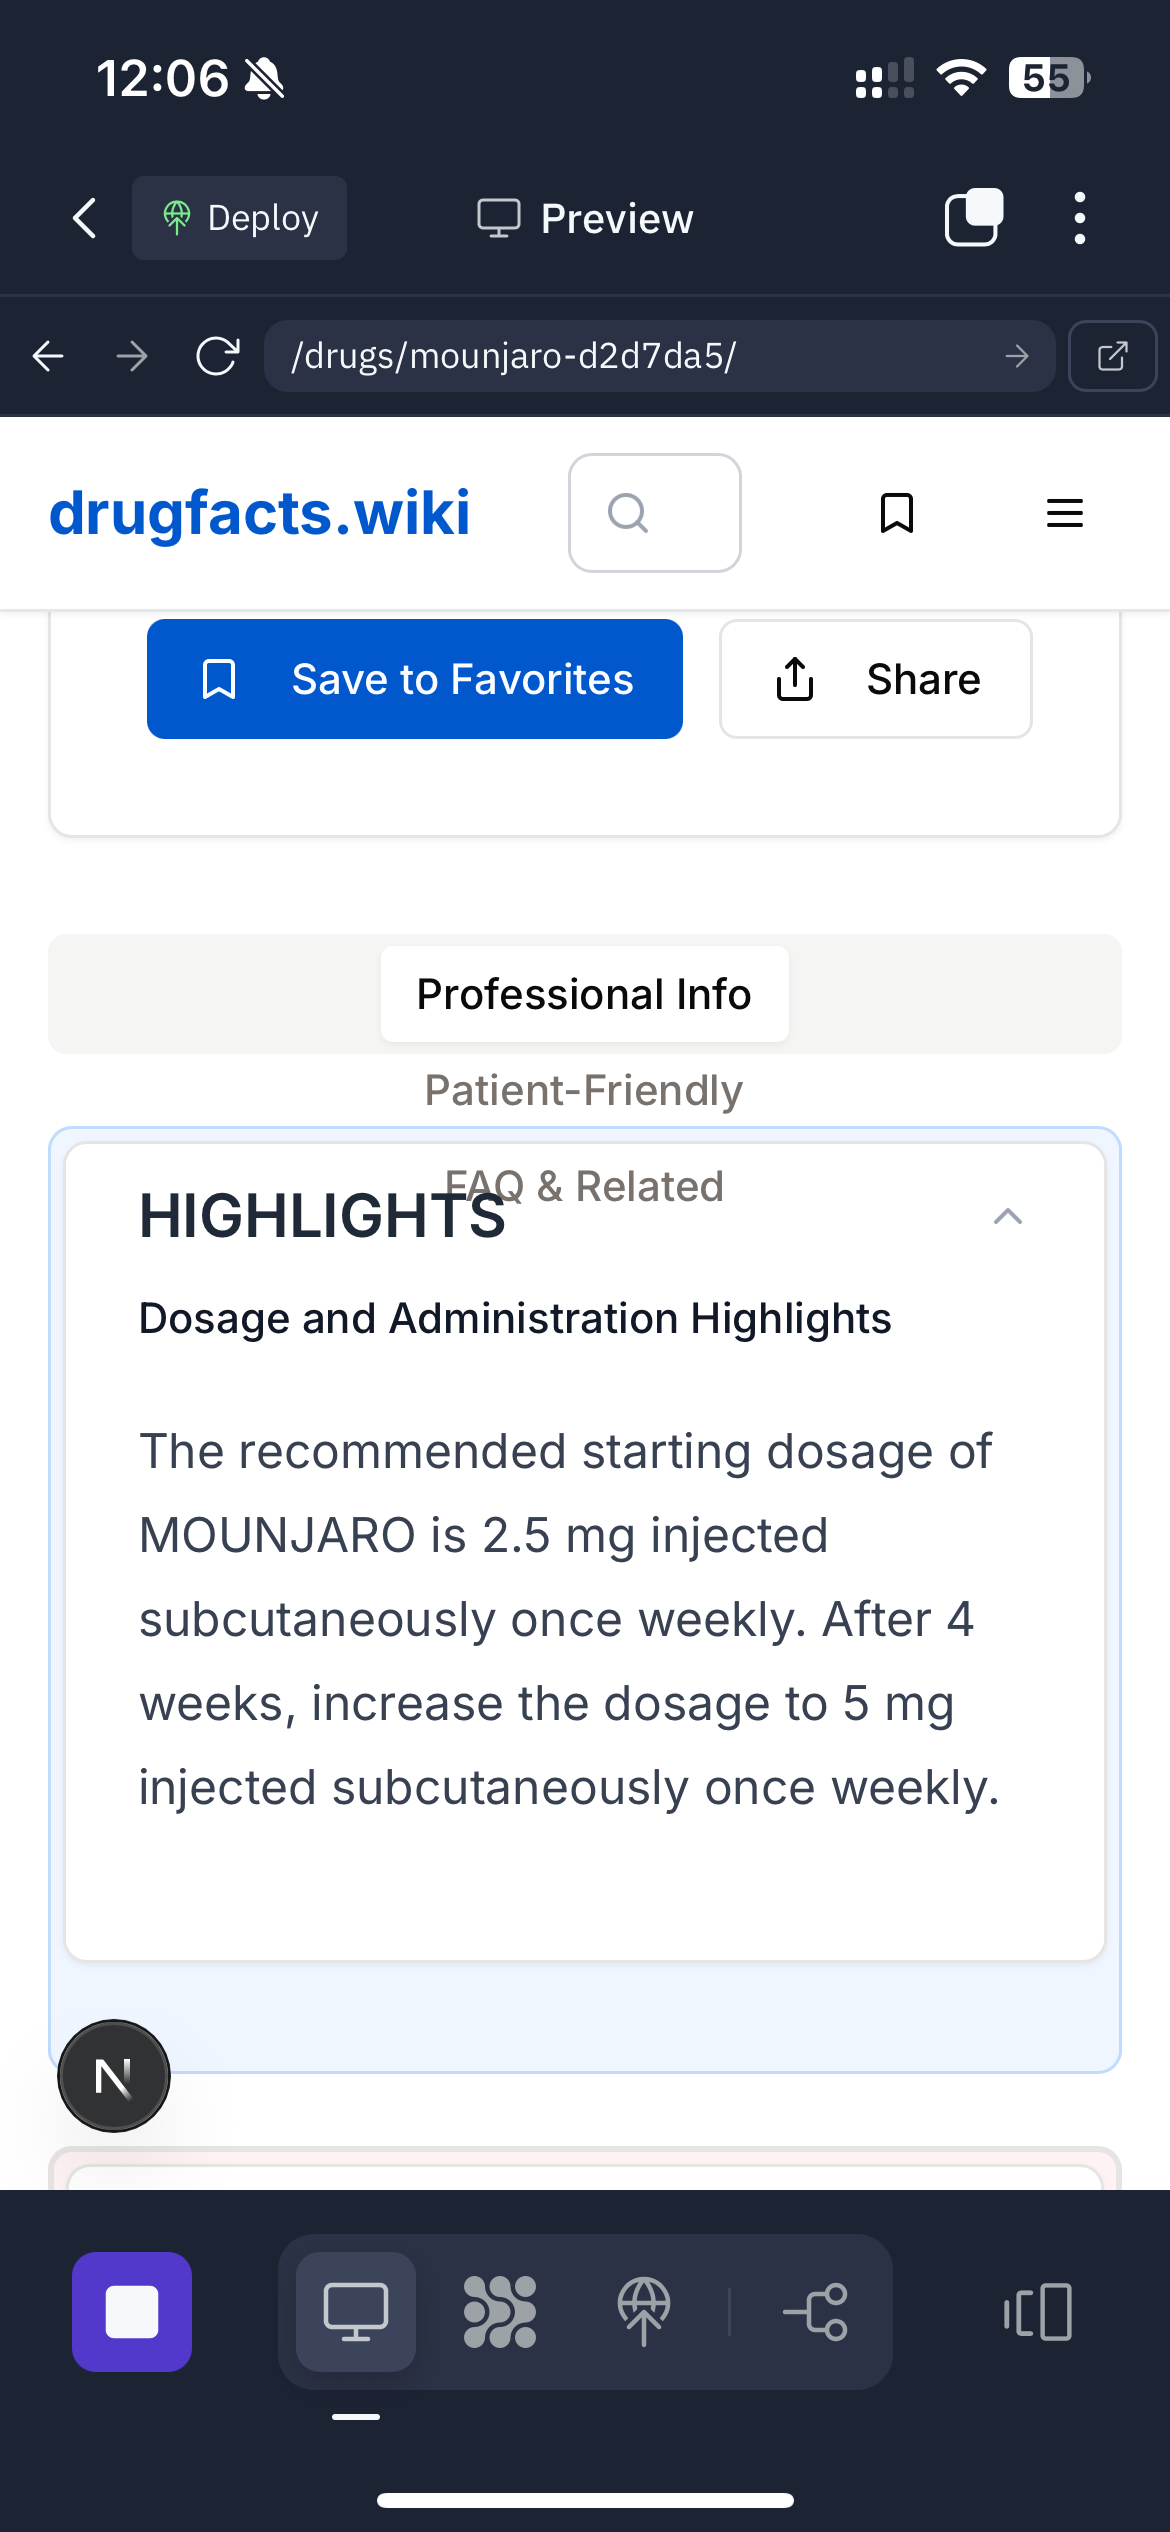 12:06
55
Deploy
Preview
/drugs/mounjaro-d2d7da5/
drugfacts.wiki
Save to Favorites
Share
Professional Info
Patient-Friendly
FAQ & Related
HIGHLIGHTS
Dosage and Administration Highlights
The recommended starting dosage of
MOUNJARO is 2.5 mg injected
subcutaneously once weekly. After 4
weeks, increase the dosage to 5 mg
injected subcutaneously once weekly.
N